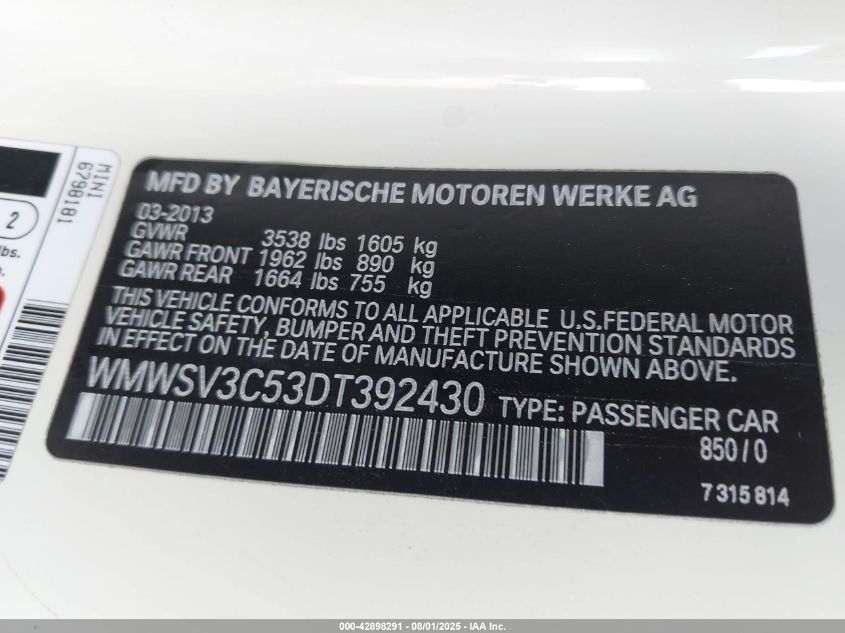 MINI
6798181
2
lbs.
MFD BY BAYERISCHE MOTOREN WERKE AG
03-2013
GVWR 3538 lbs 1605 kg
GAWR FRONT 1962 lbs 890 kg
GAWR REAR 1664 lbs 755 kg
THIS VEHICLE CONFORMS TO ALL APPLICABLE U.S.FEDERAL MOTOR
VEHICLE SAFETY, BUMPER AND THEFT PREVENTION STANDARDS
IN EFFECT ON THE DATE OF MANUFACTURE SHOWN ABOVE.
WMWSV3C53DT392430 TYPE: PASSENGER CAR
850/0
7315814
000-42898291 - 08/01/2025 - IAA Inc.